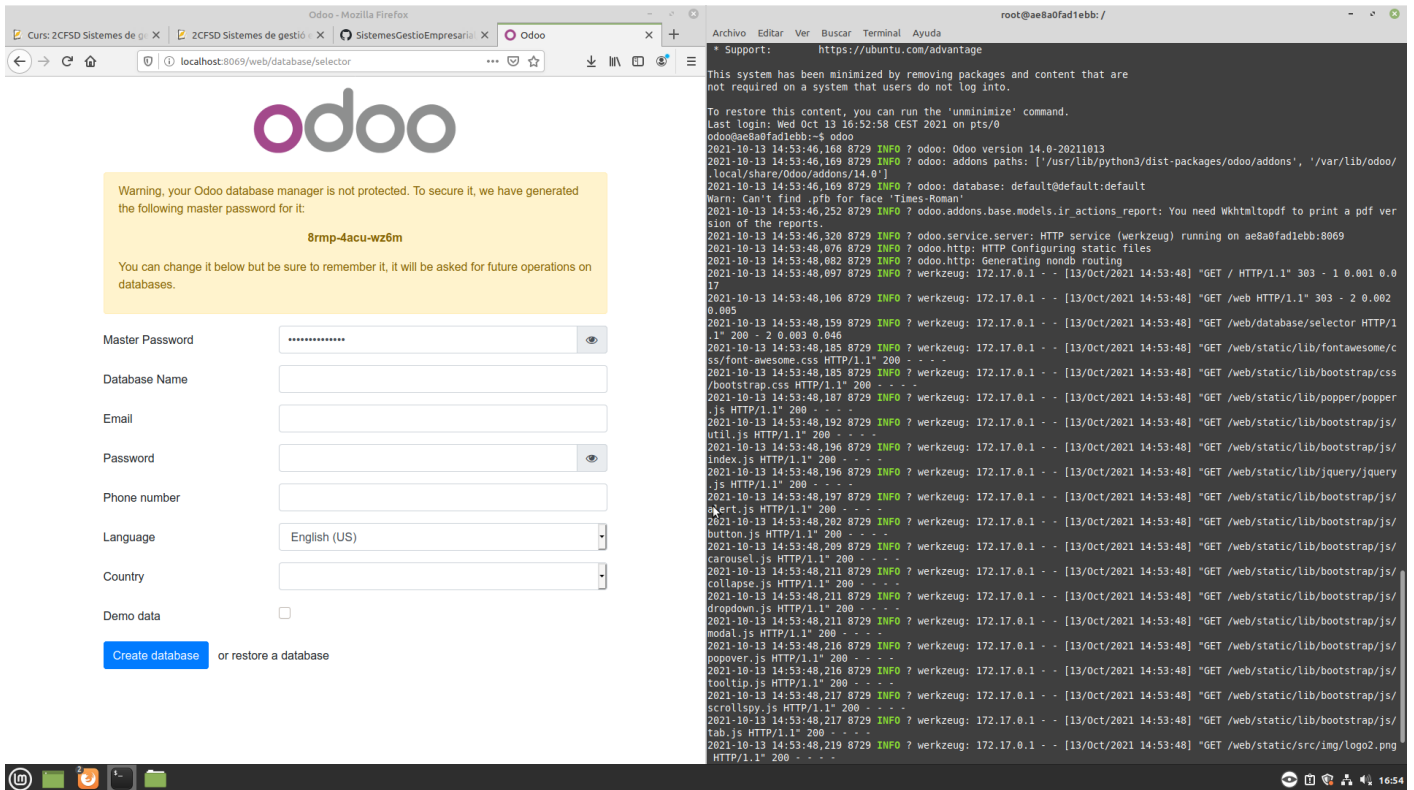 Odoo - Mozilla Firefox
Curs: 2CFSD Sistemes de ge
2CFSD Sistemes de gestió e
SistemesGestioEmpresarial
Odoo
localhost:8069/web/database/selector
odoo
Warning, your Odoo database manager is not protected. To secure it, we have generated
the following master password for it:
8rmp-4acu-wz6m
You can change it below but be sure to remember it, it will be asked for future operations on
databases.
Master Password
••••••••••••••
Database Name
Email
Password
Phone number
Language
English (US)
Country
Demo data
Create database or restore a database
root@ae8a0fad1ebb: /
Archivo Editar Ver Buscar Terminal Ayuda
* Support: https://ubuntu.com/advantage
This system has been minimized by removing packages and content that are
not required on a system that users do not log into.
To restore this content, you can run the 'unminimize' command.
Last login: Wed Oct 13 16:52:58 CEST 2021 on pts/0
odoo@ae8a0fad1ebb:~$ odoo
2021-10-13 14:53:46,168 8729 INFO ? odoo: Odoo version 14.0-20211013
2021-10-13 14:53:46,169 8729 INFO ? odoo: addons paths: ['/usr/lib/python3/dist-packages/odoo/addons', '/var/lib/odoo/
.local/share/Odoo/addons/14.0']
2021-10-13 14:53:46,169 8729 INFO ? odoo: database: default@default:default
Warn: Can't find .pfb for face 'Times-Roman'
2021-10-13 14:53:46,252 8729 INFO ? odoo.addons.base.models.ir_actions_report: You need Wkhtmltopdf to print a pdf ver
sion of the reports.
2021-10-13 14:53:46,320 8729 INFO ? odoo.service.server: HTTP service (werkzeug) running on ae8a0fad1ebb:8069
2021-10-13 14:53:48,076 8729 INFO ? odoo.http: HTTP Configuring static files
2021-10-13 14:53:48,082 8729 INFO ? odoo.http: Generating nondb routing
2021-10-13 14:53:48,097 8729 INFO ? werkzeug: 172.17.0.1 - - [13/Oct/2021 14:53:48] "GET / HTTP/1.1" 303 - 1 0.001 0.0
17
2021-10-13 14:53:48,106 8729 INFO ? werkzeug: 172.17.0.1 - - [13/Oct/2021 14:53:48] "GET /web HTTP/1.1" 303 - 2 0.002
0.005
2021-10-13 14:53:48,159 8729 INFO ? werkzeug: 172.17.0.1 - - [13/Oct/2021 14:53:48] "GET /web/database/selector HTTP/1
.1" 200 - 2 0.003 0.046
2021-10-13 14:53:48,185 8729 INFO ? werkzeug: 172.17.0.1 - - [13/Oct/2021 14:53:48] "GET /web/static/lib/fontawesome/c
ss/font-awesome.css HTTP/1.1" 200 - - - -
2021-10-13 14:53:48,185 8729 INFO ? werkzeug: 172.17.0.1 - - [13/Oct/2021 14:53:48] "GET /web/static/lib/bootstrap/css
/bootstrap.css HTTP/1.1" 200 - - - -
2021-10-13 14:53:48,187 8729 INFO ? werkzeug: 172.17.0.1 - - [13/Oct/2021 14:53:48] "GET /web/static/lib/popper/popper
.js HTTP/1.1" 200 - - - -
2021-10-13 14:53:48,192 8729 INFO ? werkzeug: 172.17.0.1 - - [13/Oct/2021 14:53:48] "GET /web/static/lib/bootstrap/js/
util.js HTTP/1.1" 200 - - - -
2021-10-13 14:53:48,196 8729 INFO ? werkzeug: 172.17.0.1 - - [13/Oct/2021 14:53:48] "GET /web/static/lib/bootstrap/js/
index.js HTTP/1.1" 200 - - - -
2021-10-13 14:53:48,196 8729 INFO ? werkzeug: 172.17.0.1 - - [13/Oct/2021 14:53:48] "GET /web/static/lib/jquery/jquery
.js HTTP/1.1" 200 - - - -
2021-10-13 14:53:48,197 8729 INFO ? werkzeug: 172.17.0.1 - - [13/Oct/2021 14:53:48] "GET /web/static/lib/bootstrap/js/
alert.js HTTP/1.1" 200 - - - -
2021-10-13 14:53:48,202 8729 INFO ? werkzeug: 172.17.0.1 - - [13/Oct/2021 14:53:48] "GET /web/static/lib/bootstrap/js/
button.js HTTP/1.1" 200 - - - -
2021-10-13 14:53:48,209 8729 INFO ? werkzeug: 172.17.0.1 - - [13/Oct/2021 14:53:48] "GET /web/static/lib/bootstrap/js/
carousel.js HTTP/1.1" 200 - - - -
2021-10-13 14:53:48,211 8729 INFO ? werkzeug: 172.17.0.1 - - [13/Oct/2021 14:53:48] "GET /web/static/lib/bootstrap/js/
collapse.js HTTP/1.1" 200 - - - -
2021-10-13 14:53:48,211 8729 INFO ? werkzeug: 172.17.0.1 - - [13/Oct/2021 14:53:48] "GET /web/static/lib/bootstrap/js/
dropdown.js HTTP/1.1" 200 - - - -
2021-10-13 14:53:48,211 8729 INFO ? werkzeug: 172.17.0.1 - - [13/Oct/2021 14:53:48] "GET /web/static/lib/bootstrap/js/
modal.js HTTP/1.1" 200 - - - -
2021-10-13 14:53:48,216 8729 INFO ? werkzeug: 172.17.0.1 - - [13/Oct/2021 14:53:48] "GET /web/static/lib/bootstrap/js/
popover.js HTTP/1.1" 200 - - - -
2021-10-13 14:53:48,216 8729 INFO ? werkzeug: 172.17.0.1 - - [13/Oct/2021 14:53:48] "GET /web/static/lib/bootstrap/js/
tooltip.js HTTP/1.1" 200 - - - -
2021-10-13 14:53:48,217 8729 INFO ? werkzeug: 172.17.0.1 - - [13/Oct/2021 14:53:48] "GET /web/static/lib/bootstrap/js/
scrollspy.js HTTP/1.1" 200 - - - -
2021-10-13 14:53:48,217 8729 INFO ? werkzeug: 172.17.0.1 - - [13/Oct/2021 14:53:48] "GET /web/static/lib/bootstrap/js/
tab.js HTTP/1.1" 200 - - - -
2021-10-13 14:53:48,219 8729 INFO ? werkzeug: 172.17.0.1 - - [13/Oct/2021 14:53:48] "GET /web/static/src/img/logo2.png
HTTP/1.1" 200 - - - -
2
16:54